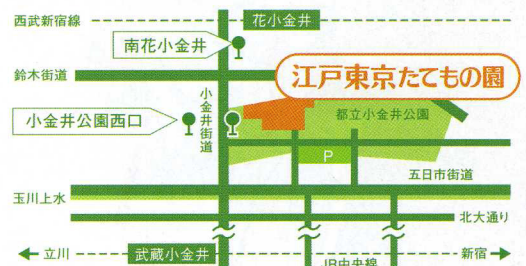 西武新宿線
花小金井
南花小金井
鈴木街道
江戸東京たてもの園
小金井公園西口
小金井街道
都立小金井公園
P
五日市街道
玉川上水
北大通り
立川
武蔵小金井
JR中央線
新宿